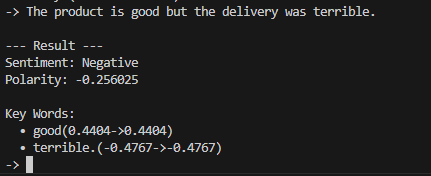 -> The product is good but the delivery was terrible.
--- Result ---
Sentiment: Negative
Polarity: -0.256025
Key Words:
• good(0.4404->0.4404)
• terrible.(-0.4767->-0.4767)
->